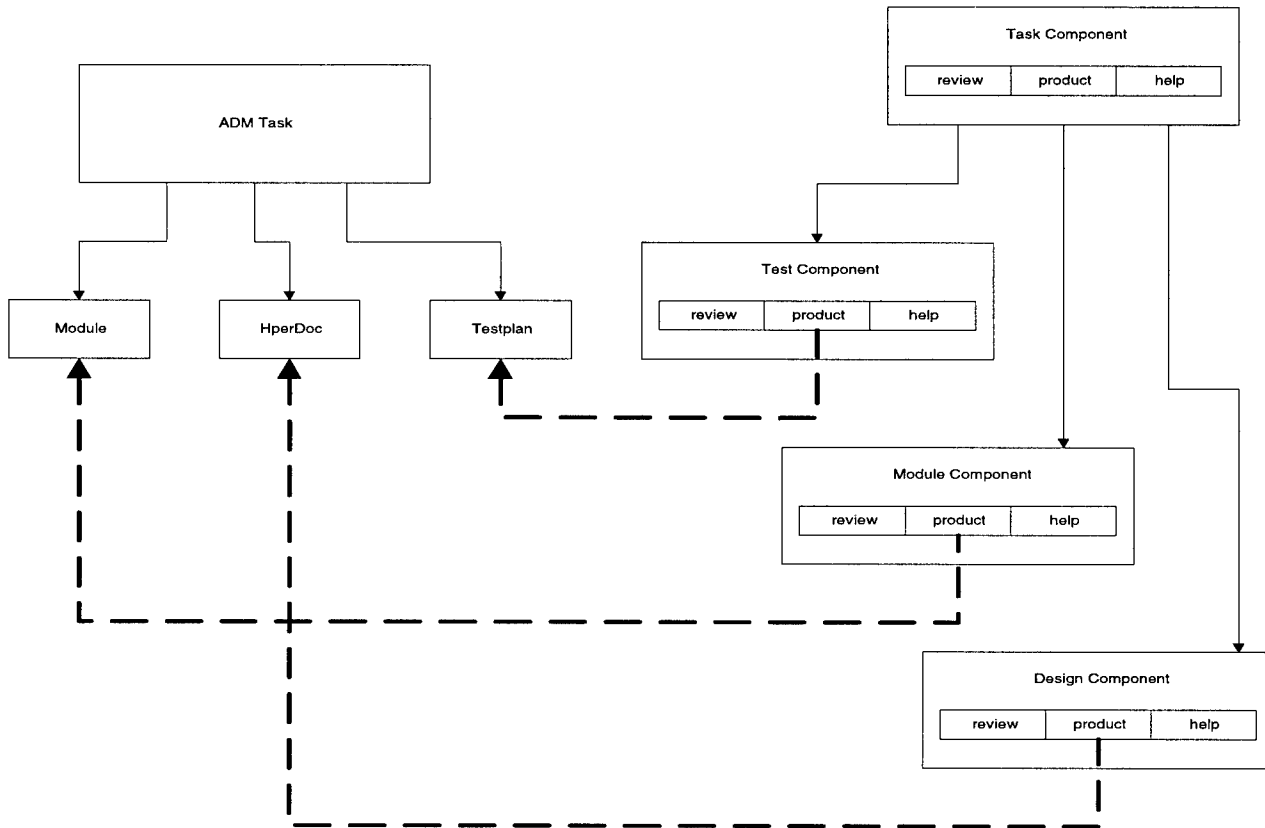 Task Component
review product help
ADM Task
Test Component
review product help
Module
HperDoc
Testplan
Module Component
review product help
Design Component
review product help